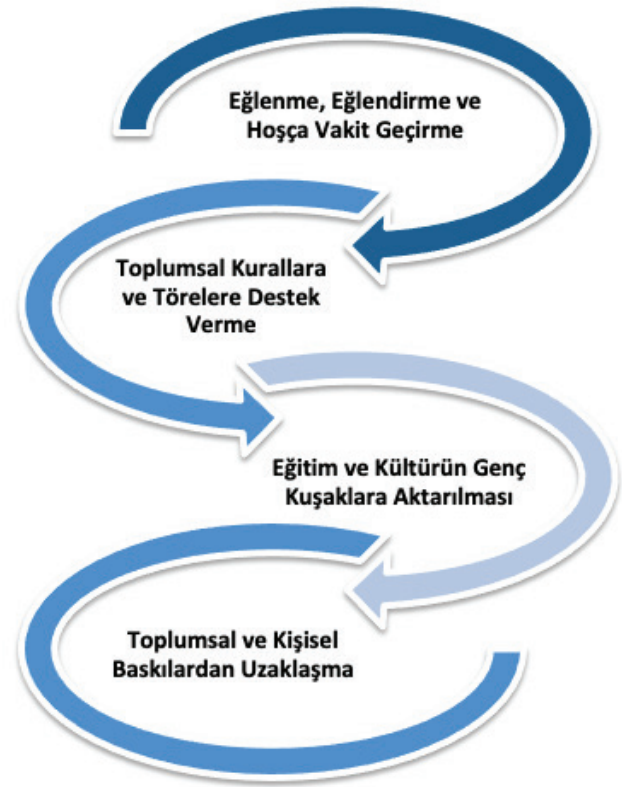 Eğlenme, Eğlendirme ve
Hoşça Vakit Geçirme
Toplumsal Kurallara
ve Törelere Destek
Verme
Eğitim ve Kültürün Genç
Kuşaklara Aktarılması
Toplumsal ve Kişisel
Baskılardan Uzaklaşma